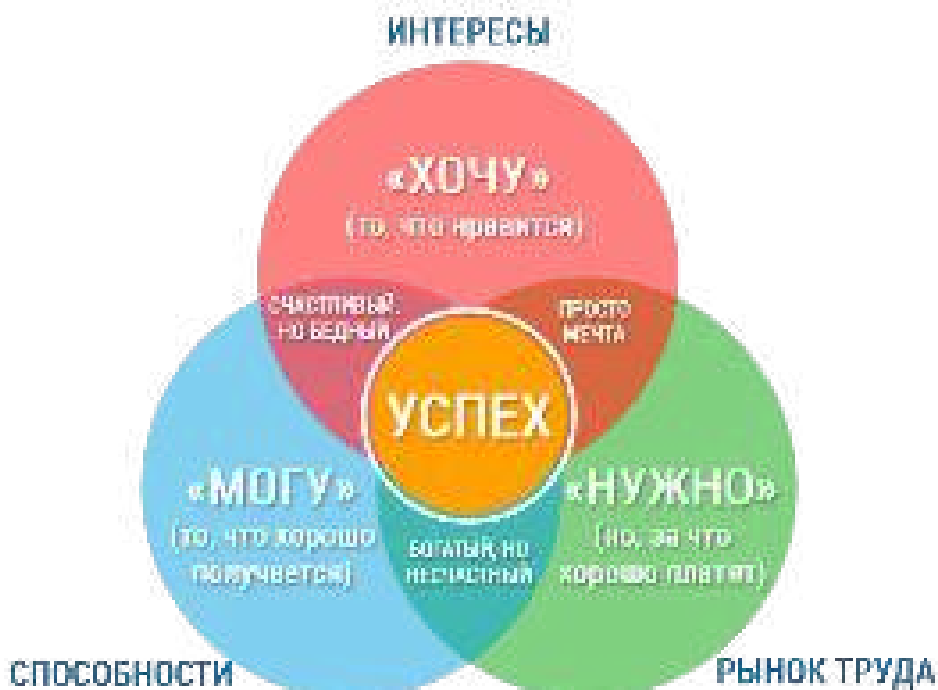 ИНТЕРЕСЫ
«ХОЧУ»
(то, что нравится)
СЧАСТЛИВЫЙ,
НО БЕДНЫЙ
ПРОСТО
МЕЧТА
УСПЕХ
«МОГУ»
(то, что хорошо
получается)
«НУЖНО»
(но, за что
хорошо платят)
БОГАТЫЙ, НО
НЕСЧАСТНЫЙ
СПОСОБНОСТИ
РЫНОК ТРУДА